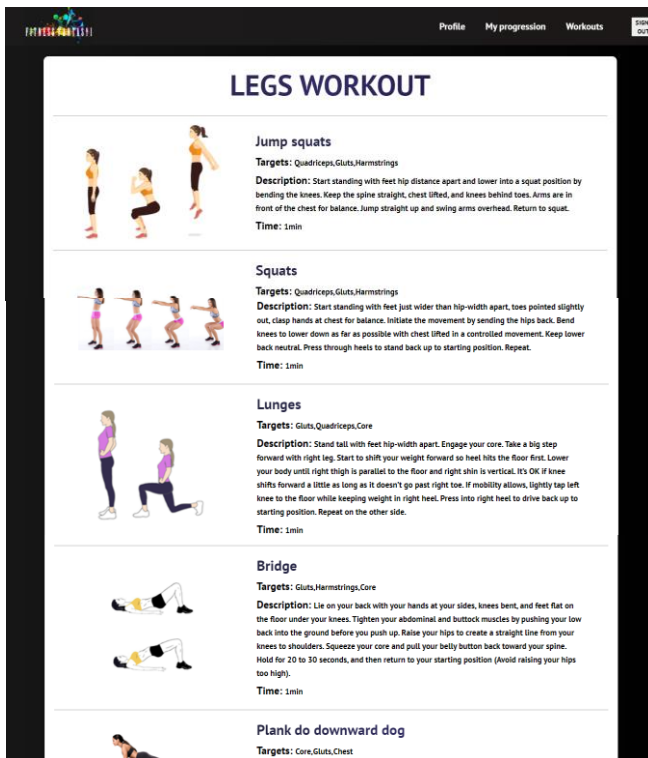 FITNESS FANTASY
Profile My progression Workouts SIGN
OUT
LEGS WORKOUT
Jump squats
Targets: Quadriceps,Gluts,Harmstrings
Description: Start standing with feet hip distance apart and lower into a squat position by
bending the knees. Keep the spine straight, chest lifted, and knees behind toes. Arms are in
front of the chest for balance. Jump straight up and swing arms overhead. Return to squat.
Time: 1min
Squats
Targets: Quadriceps,Gluts,Harmstrings
Description: Start standing with feet just wider than hip-width apart, toes pointed slightly
out, clasp hands at chest for balance. Initiate the movement by sending the hips back. Bend
knees to lower down as far as possible with chest lifted in a controlled movement. Keep lower
back neutral. Press through heels to stand back up to starting position. Repeat.
Time: 1min
Lunges
Targets: Gluts,Quadriceps,Core
Description: Stand tall with feet hip-width apart. Engage your core. Take a big step
forward with right leg. Start to shift your weight forward so heel hits the floor first. Lower
your body until right thigh is parallel to the floor and right shin is vertical. It's OK if knee
shifts forward a little as long as it doesn't go past right toe. If mobility allows, lightly tap left
knee to the floor while keeping weight in right heel. Press into right heel to drive back up to
starting position. Repeat on the other side.
Time: 1min
Bridge
Targets: Gluts,Harmstrings,Core
Description: Lie on your back with your hands at your sides, knees bent, and feet flat on
the floor under your knees. Tighten your abdominal and buttock muscles by pushing your low
back into the ground before you push up. Raise your hips to create a straight line from your
knees to shoulders. Squeeze your core and pull your belly button back toward your spine.
Hold for 20 to 30 seconds, and then return to your starting position (Avoid raising your hips
too high).
Time: 1min
Plank do downward dog
Targets: Core,Gluts,Chest